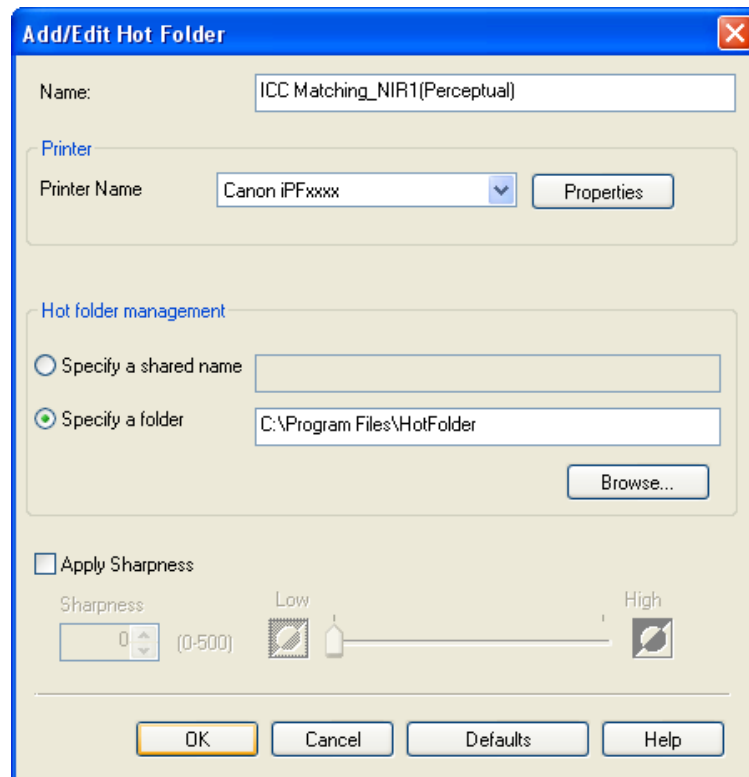 Add/Edit Hot Folder
Name: ICC Matching_NIR1(Perceptual)
Printer
Printer Name Canon iPFxxxx Properties
Hot folder management
Specify a shared name
Specify a folder C:\Program Files\HotFolder
Browse...
Apply Sharpness
Sharpness Low High
0 (0-500)
OK Cancel Defaults Help